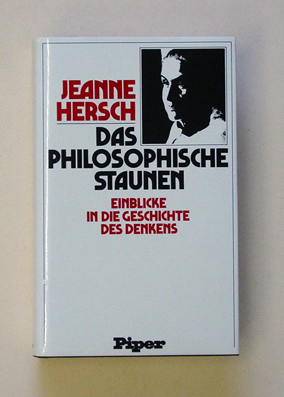 JEANNE
HERSCH
DAS
PHILOSOPHISCHE
STAUNEN
EINBLICKE
IN DIE GESCHICHTE
DES DENKENS
Piper